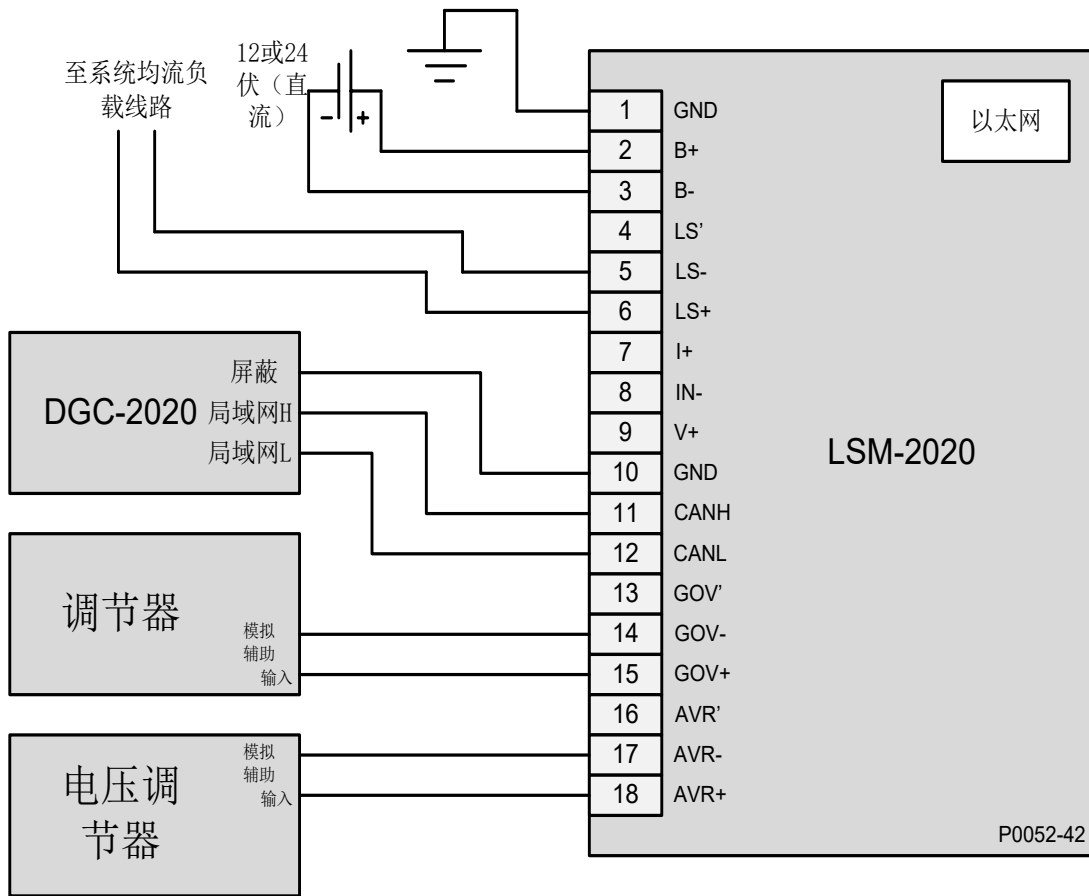 至系统均流负
载线路
12或24
伏（直
流）
- +
以太网
1 GND
2 B+
3 B-
4 LS’
5 LS-
6 LS+
7 I+
8 IN-
9 V+
10 GND
11 CANH
12 CANL
13 GOV’
14 GOV-
15 GOV+
16 AVR’
17 AVR-
18 AVR+
LSM-2020
P0052-42
DGC-2020
屏蔽
局域网H
局域网L
调节器
模拟
辅助
输入
电压调
节器
模拟
辅助
输入